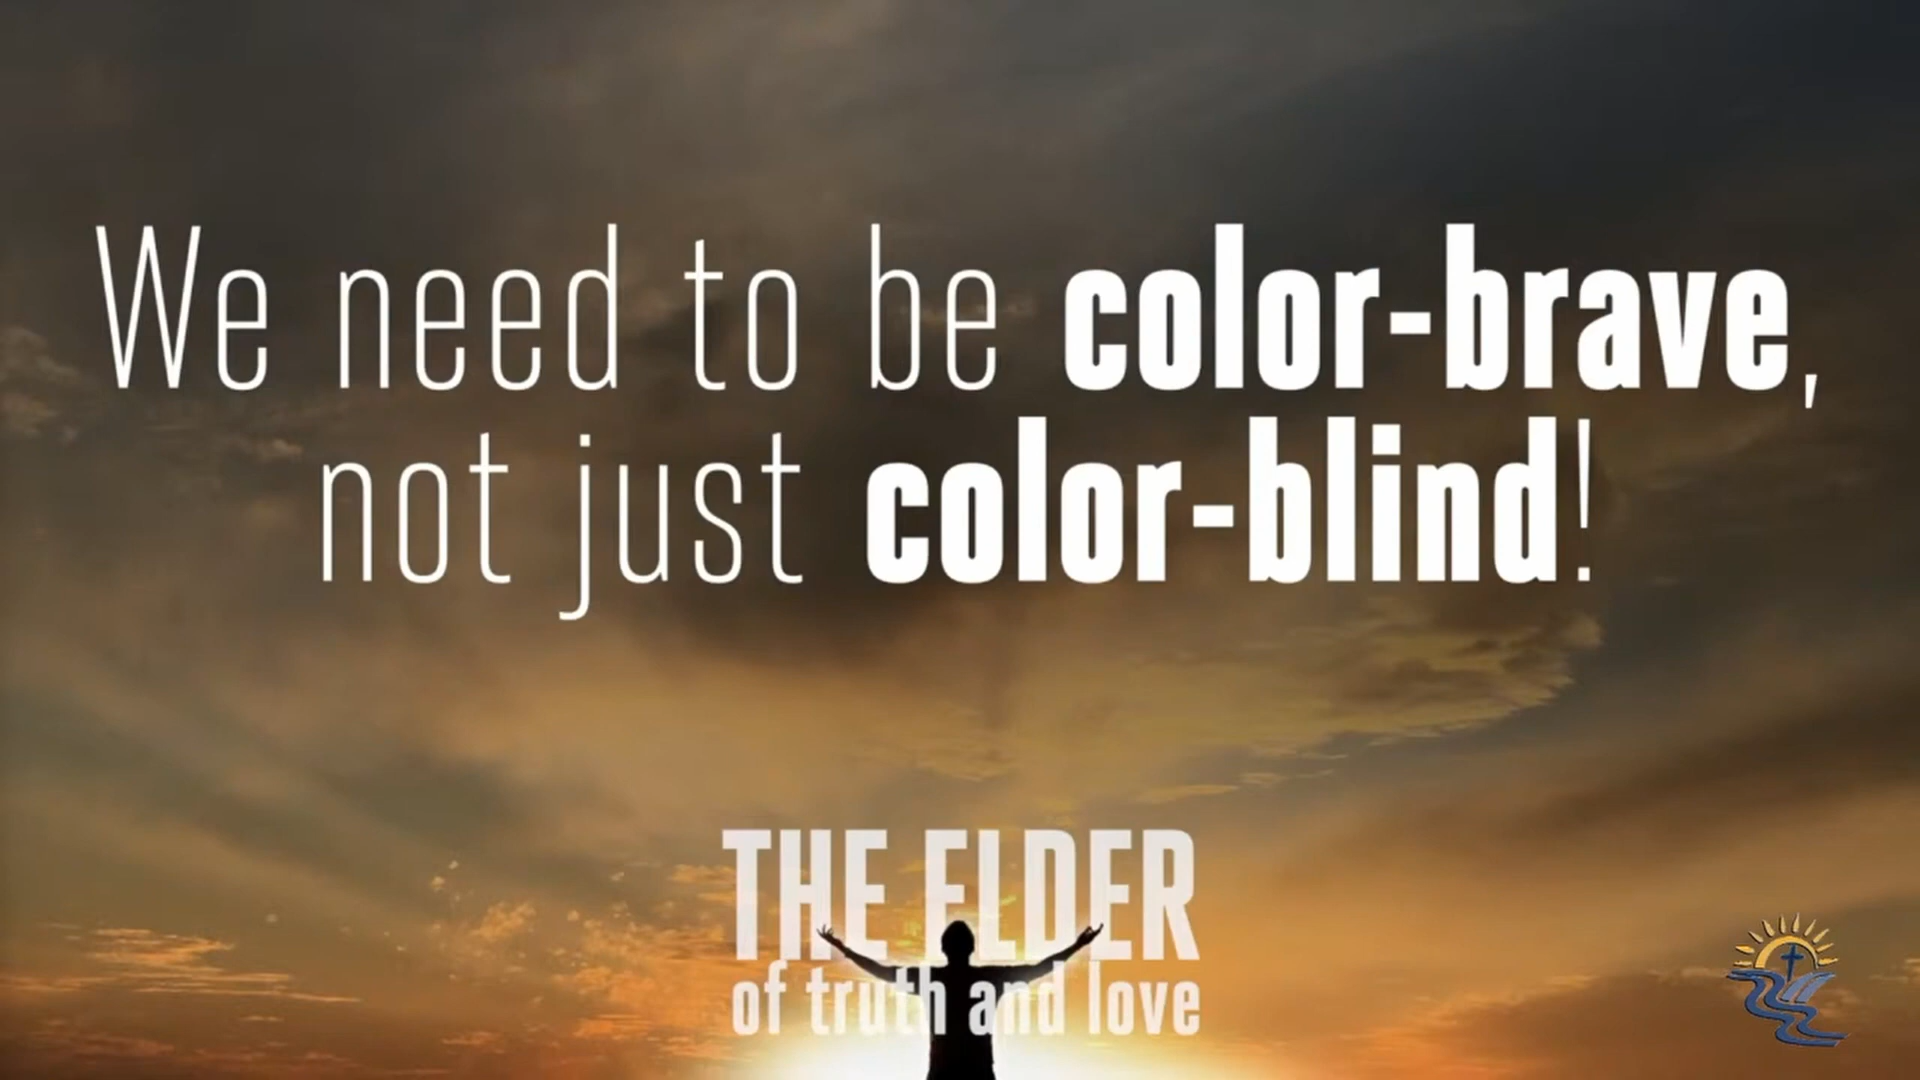 We need to be color-brave,
not just color-blind!
THE ELDER
of truth and love